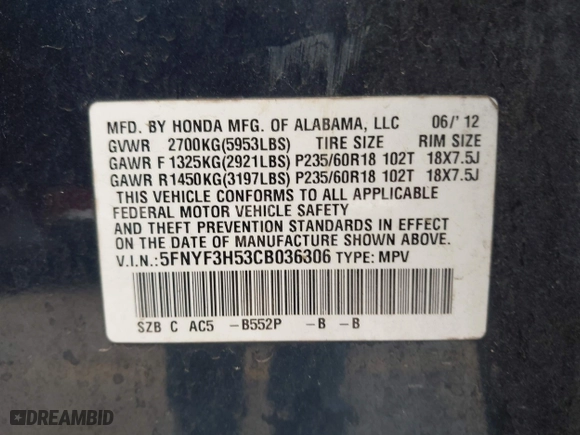 MFD. BY HONDA MFG. OF ALABAMA, LLC 06/'12
GVWR 2700KG(5953LBS) TIRE SIZE RIM SIZE
GAWR F 1325KG(2921LBS) P235/60R18 102T 18X7.5J
GAWR R1450KG(3197LBS) P235/60R18 102T 18X7.5J
THIS VEHICLE CONFORMS TO ALL APPLICABLE
FEDERAL MOTOR VEHICLE SAFETY
AND THEFT PREVENTION STANDARDS IN EFFECT
ON THE DATE OF MANUFACTURE SHOWN ABOVE.
V.I.N.:5FNYF3H53CB036306 TYPE: MPV
SZB C AC5 -B552P -B -B
DREAMBID